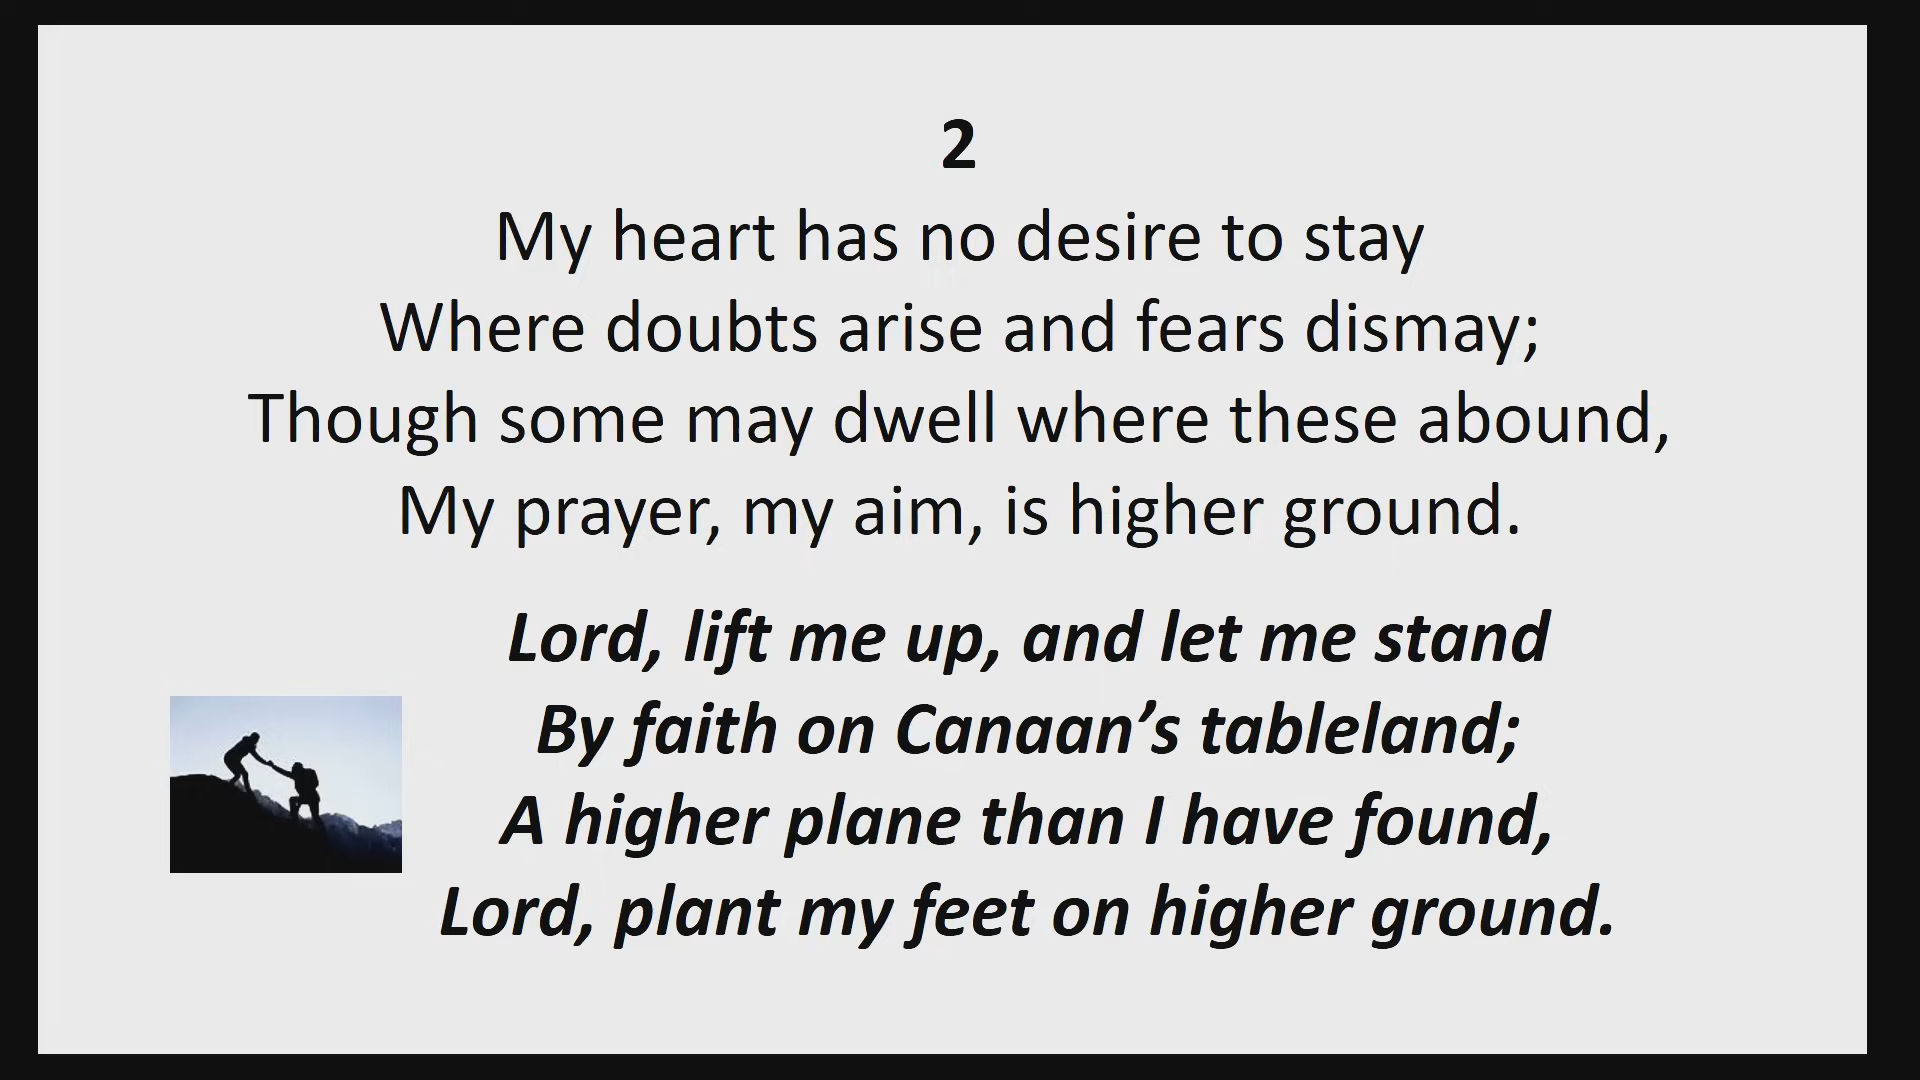 2
My heart has no desire to stay
Where doubts arise and fears dismay;
Though some may dwell where these abound,
My prayer, my aim, is higher ground.
Lord, lift me up, and let me stand
By faith on Canaan’s tableland;
A higher plane than I have found,
Lord, plant my feet on higher ground.